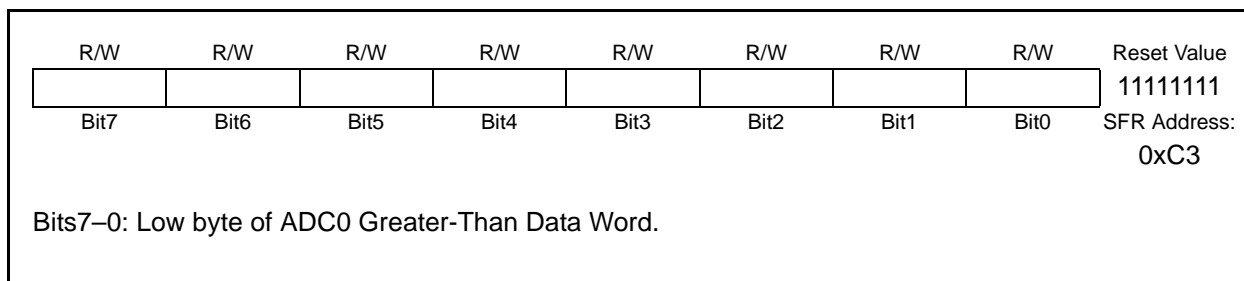 R/W R/W R/W R/W R/W R/W R/W R/W Reset Value
11111111
Bit7 Bit6 Bit5 Bit4 Bit3 Bit2 Bit1 Bit0 SFR Address:
0xC3
Bits7–0: Low byte of ADC0 Greater-Than Data Word.